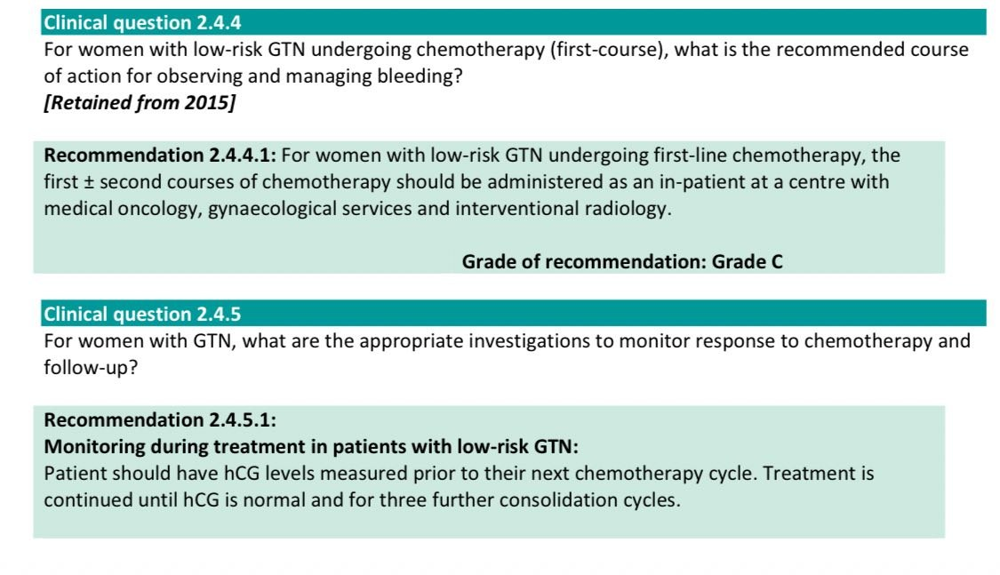 Clinical question 2.4.4
For women with low-risk GTN undergoing chemotherapy (first-course), what is the recommended course
of action for observing and managing bleeding?
[Retained from 2015]
Recommendation 2.4.4.1: For women with low-risk GTN undergoing first-line chemotherapy, the
first ± second courses of chemotherapy should be administered as an in-patient at a centre with
medical oncology, gynaecological services and interventional radiology.
Grade of recommendation: Grade C
Clinical question 2.4.5
For women with GTN, what are the appropriate investigations to monitor response to chemotherapy and
follow-up?
Recommendation 2.4.5.1:
Monitoring during treatment in patients with low-risk GTN:
Patient should have hCG levels measured prior to their next chemotherapy cycle. Treatment is
continued until hCG is normal and for three further consolidation cycles.